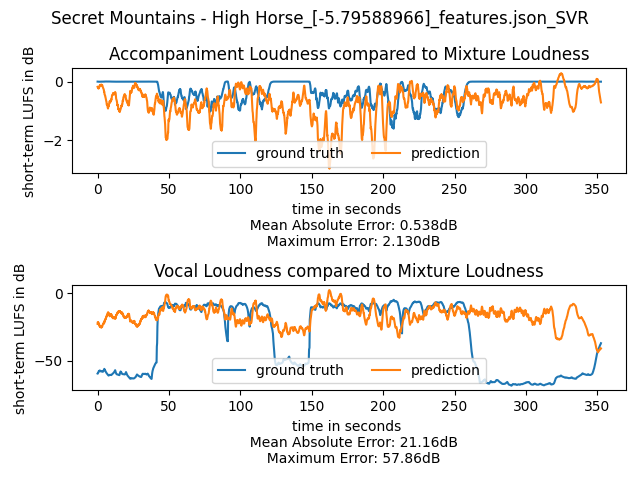 Secret Mountains - High Horse_[-5.79588966]_features.json_SVR
Accompaniment Loudness compared to Mixture Loudness
short-term LUFS in dB
0
−2
ground truth
prediction
0 50 100 150 200 250 300 350
time in seconds
Mean Absolute Error: 0.538dB
Maximum Error: 2.130dB
Vocal Loudness compared to Mixture Loudness
short-term LUFS in dB
0
−50
ground truth
prediction
0 50 100 150 200 250 300 350
time in seconds
Mean Absolute Error: 21.16dB
Maximum Error: 57.86dB